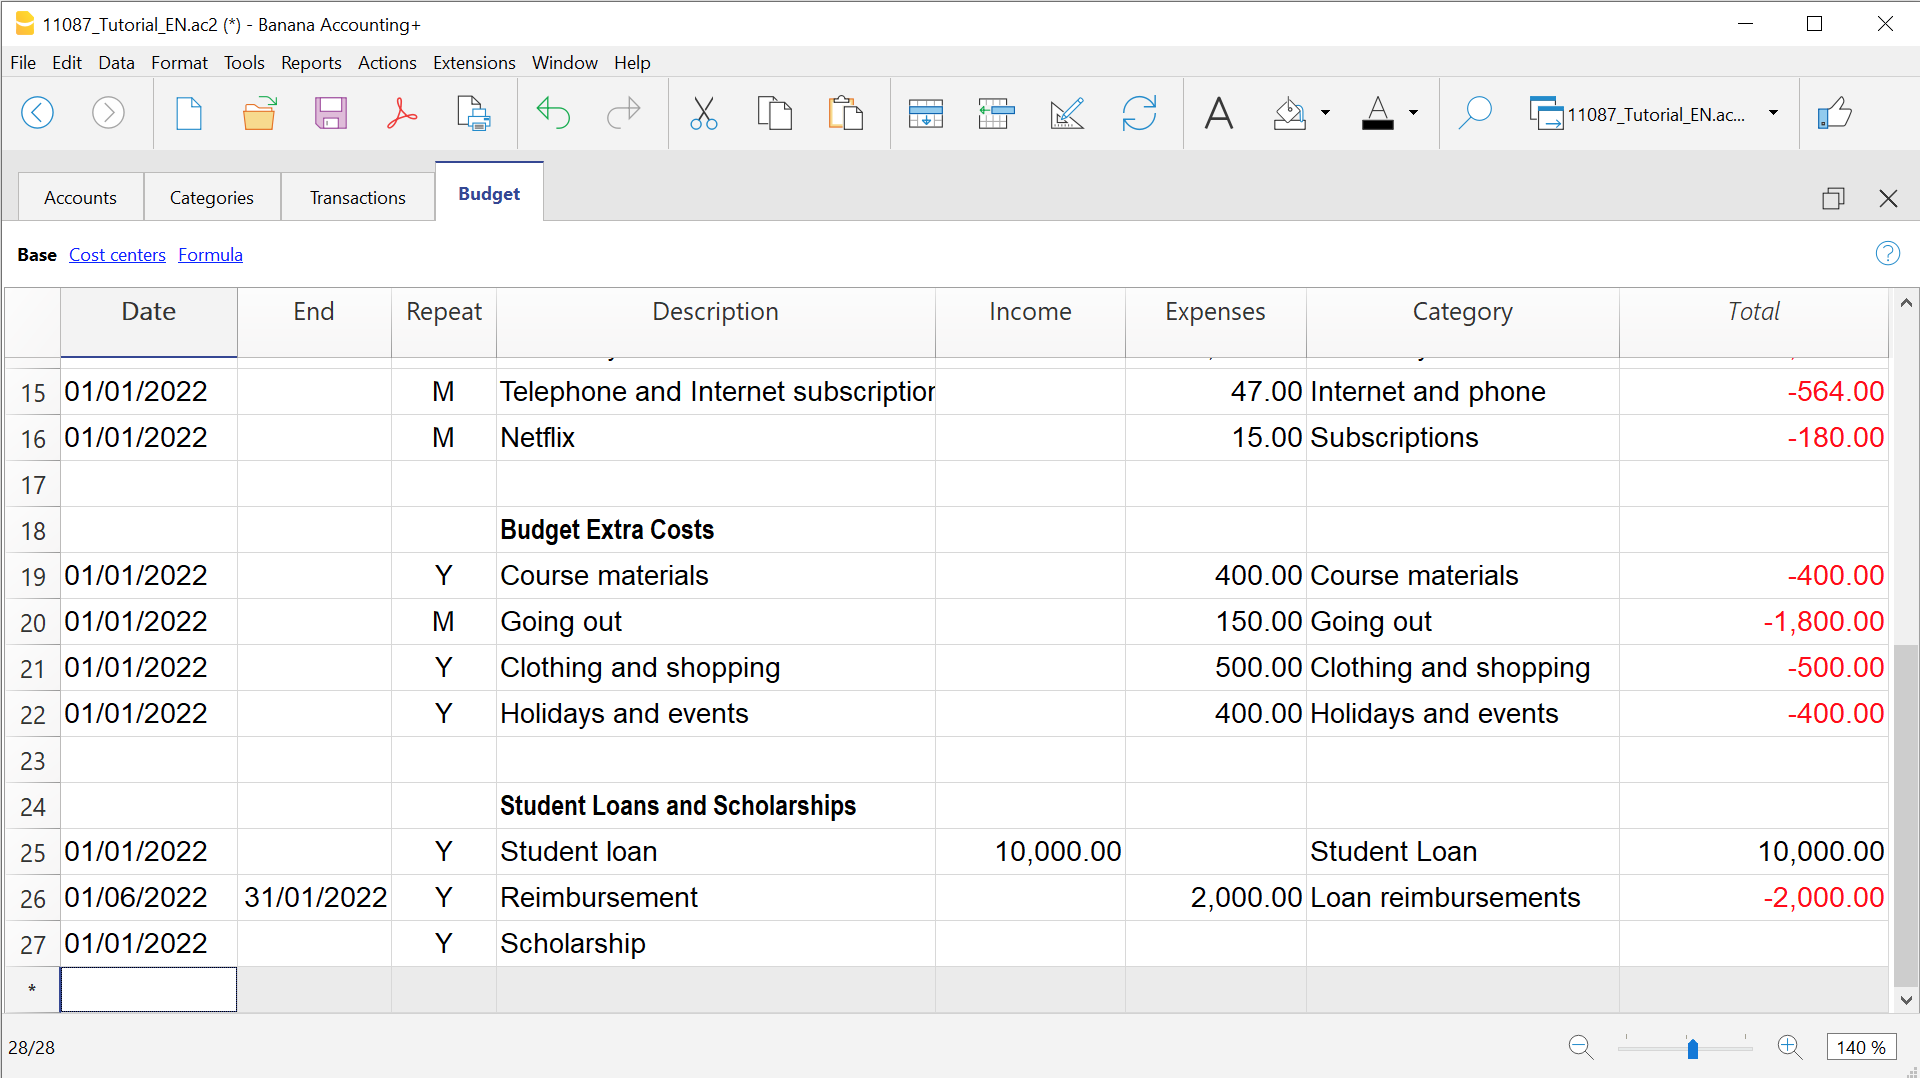 11087_Tutorial_EN.ac2 (*) - Banana Accounting+
File Edit Data Format Tools Reports Actions Extensions Window Help
11087_Tutorial_EN.ac...
Accounts Categories Transactions Budget
Base Cost centers Formula
Date End Repeat Description Income Expenses Category Total
15 01/01/2022 M Telephone and Internet subscription 47.00 Internet and phone -564.00
16 01/01/2022 M Netflix 15.00 Subscriptions -180.00
17
18 Budget Extra Costs
19 01/01/2022 Y Course materials 400.00 Course materials -400.00
20 01/01/2022 M Going out 150.00 Going out -1,800.00
21 01/01/2022 Y Clothing and shopping 500.00 Clothing and shopping -500.00
22 01/01/2022 Y Holidays and events 400.00 Holidays and events -400.00
23
24 Student Loans and Scholarships
25 01/01/2022 Y Student loan 10,000.00 Student Loan 10,000.00
26 01/06/2022 31/01/2022 Y Reimbursement 2,000.00 Loan reimbursements -2,000.00
27 01/01/2022 Y Scholarship
*
28/28
140 %